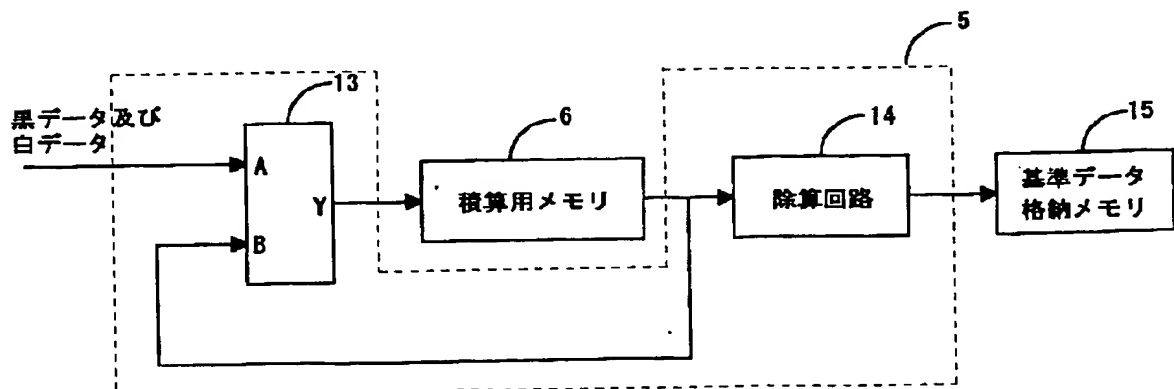 5
13
黒データ及び
白データ
A
Y
B
6
積算用メモリ
14
除算回路
15
基準データ
格納メモリ